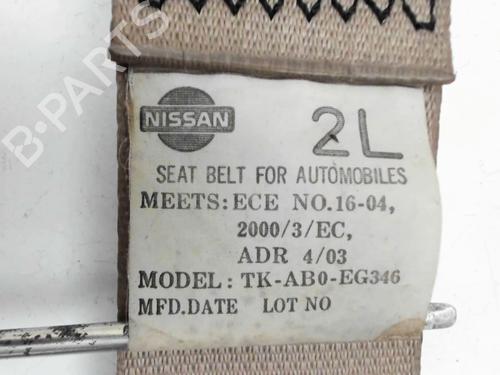 B-PARTS
NISSAN 2L
SEAT BELT FOR AUTOMOBILES
MEETS: ECE NO.16-04,
2000/3/EC,
ADR 4/03
MODEL: TK-AB0-EG346
MFD.DATE LOT NO